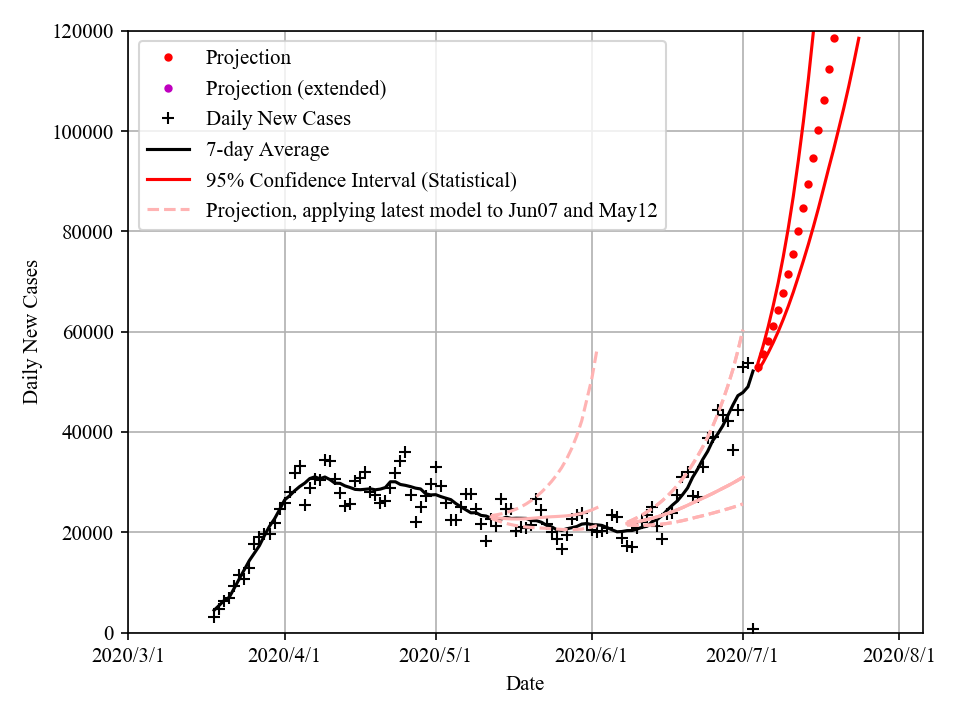 120000
100000
80000
60000
40000
20000
0
Daily New Cases
Projection
Projection (extended)
Daily New Cases
7-day Average
95% Confidence Interval (Statistical)
Projection, applying latest model to Jun07 and May12
2020/3/1 2020/4/1 2020/5/1 2020/6/1 2020/7/1 2020/8/1
Date